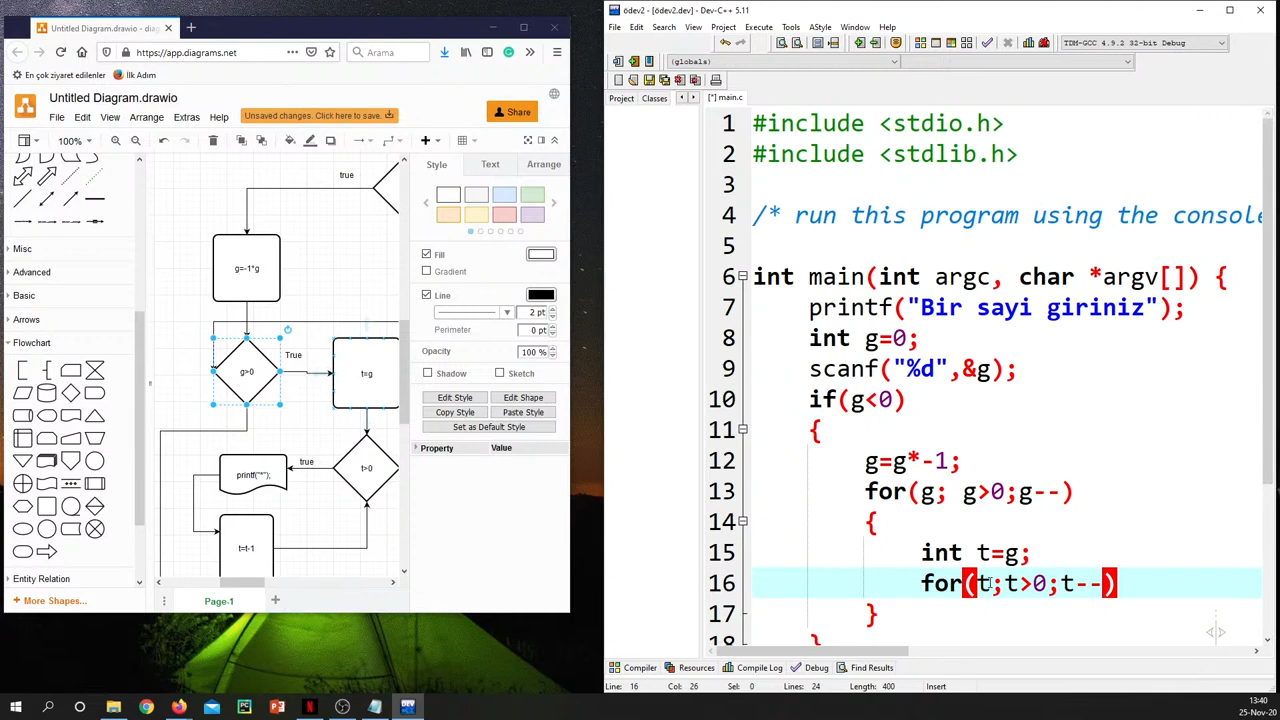 Untitled Diagram.drawio
https://app.diagrams.net
Arama
En çok ziyaret edilenler
İlk Adım
Untitled Diagram.drawio
File Edit View Arrange Extras Help
Unsaved changes. Click here to save.
Share
100%
Misc
Advanced
Basic
Arrows
Flowchart
Entity Relation
+ More Shapes...
true
g=-1*g
g>0
True
t=g
t>0
true
printf("*");
t=t-1
Page-1
Style
Text
Arrange
Fill
Gradient
Line
2 pt
Perimeter
0 pt
Opacity
100 %
Shadow
Sketch
Edit Style
Edit Shape
Copy Style
Paste Style
Set as Default Style
Property
Value
ödev2 - [ödev2.dev] - Dev-C++ 5.11
File Edit Search View Project Execute Tools AStyle Window Help
TDM-GCC 4.9.2 32-bit Debug
(globals)
Project Classes
[*] main.c
1 #include <stdio.h>
2 #include <stdlib.h>
3
4 /* run this program using the console
5
6 int main(int argc, char *argv[]) {
7 printf("Bir sayi giriniz");
8 int g=0;
9 scanf("%d",&g);
10 if(g<0)
11 {
12 g=g*-1;
13 for(g; g>0;g--)
14 {
15 int t=g;
16 for(t;t>0;t--)
17 }
18 }
Compiler Resources Compile Log Debug Find Results
Line: 16 Col: 26 Sel: 0 Lines: 24 Length: 400 Insert
13:40
25-Nov-20